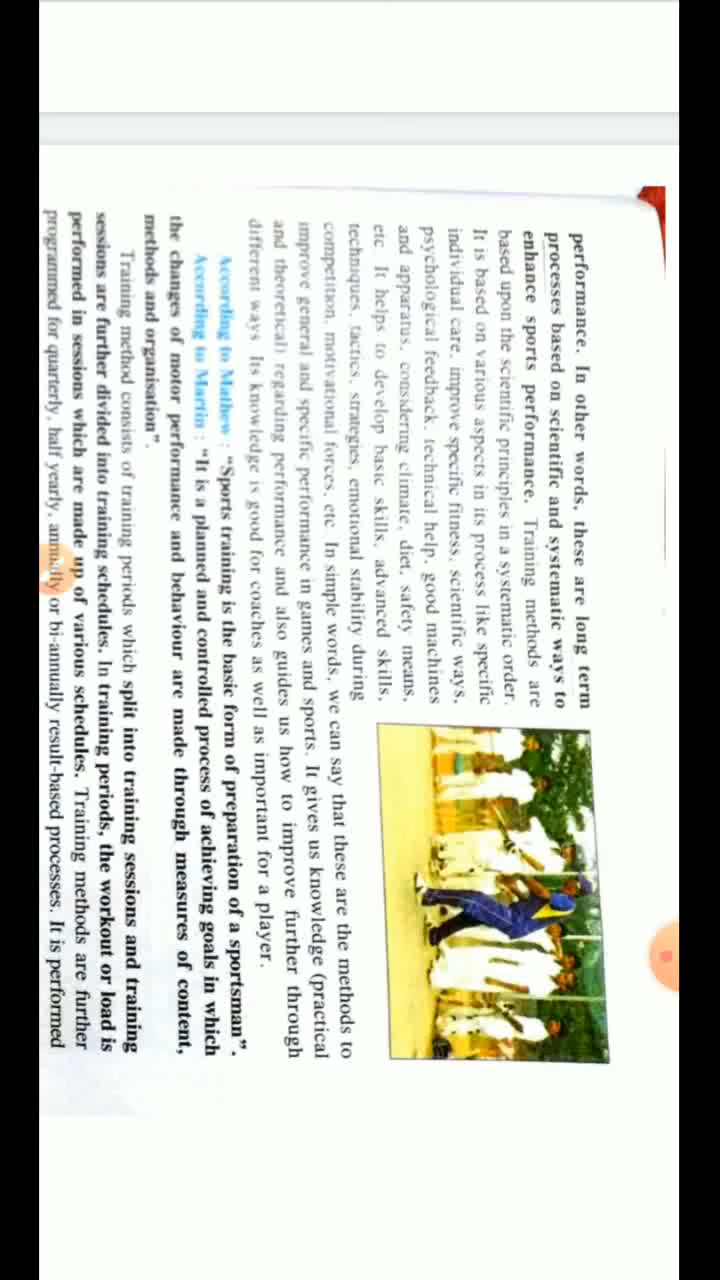 performance. In other words, these are long term
processes based on scientific and systematic ways to
enhance sports performance. Training methods are
based upon the scientific principles in a systematic order.
It is based on various aspects in its process like specific
individual care, improve specific fitness, scientific ways,
psychological feedback, technical help, good machines
and apparatus, considering climate, diet, safety means,
etc. It helps to develop basic skills, advanced skills,
techniques, tactics, strategies, emotional stability during
competition, motivational forces, etc. In simple words, we can say that these are the methods to
improve general and specific performance in games and sports. It gives us knowledge (practical
and theoretical) regarding performance and also guides us how to improve further through
different ways. Its knowledge is good for coaches as well as important for a player.
According to Mathew : “Sports training is the basic form of preparation of a sportsman”.
According to Martin : “It is a planned and controlled process of achieving goals in which
the changes of motor performance and behaviour are made through measures of content,
methods and organisation”.
Training method consists of training periods which split into training sessions and training
sessions are further divided into training schedules. In training periods, the workout or load is
performed in sessions which are made up of various schedules. Training methods are further
programmed for quarterly, half yearly, annually or bi-annually result-based processes. It is performed